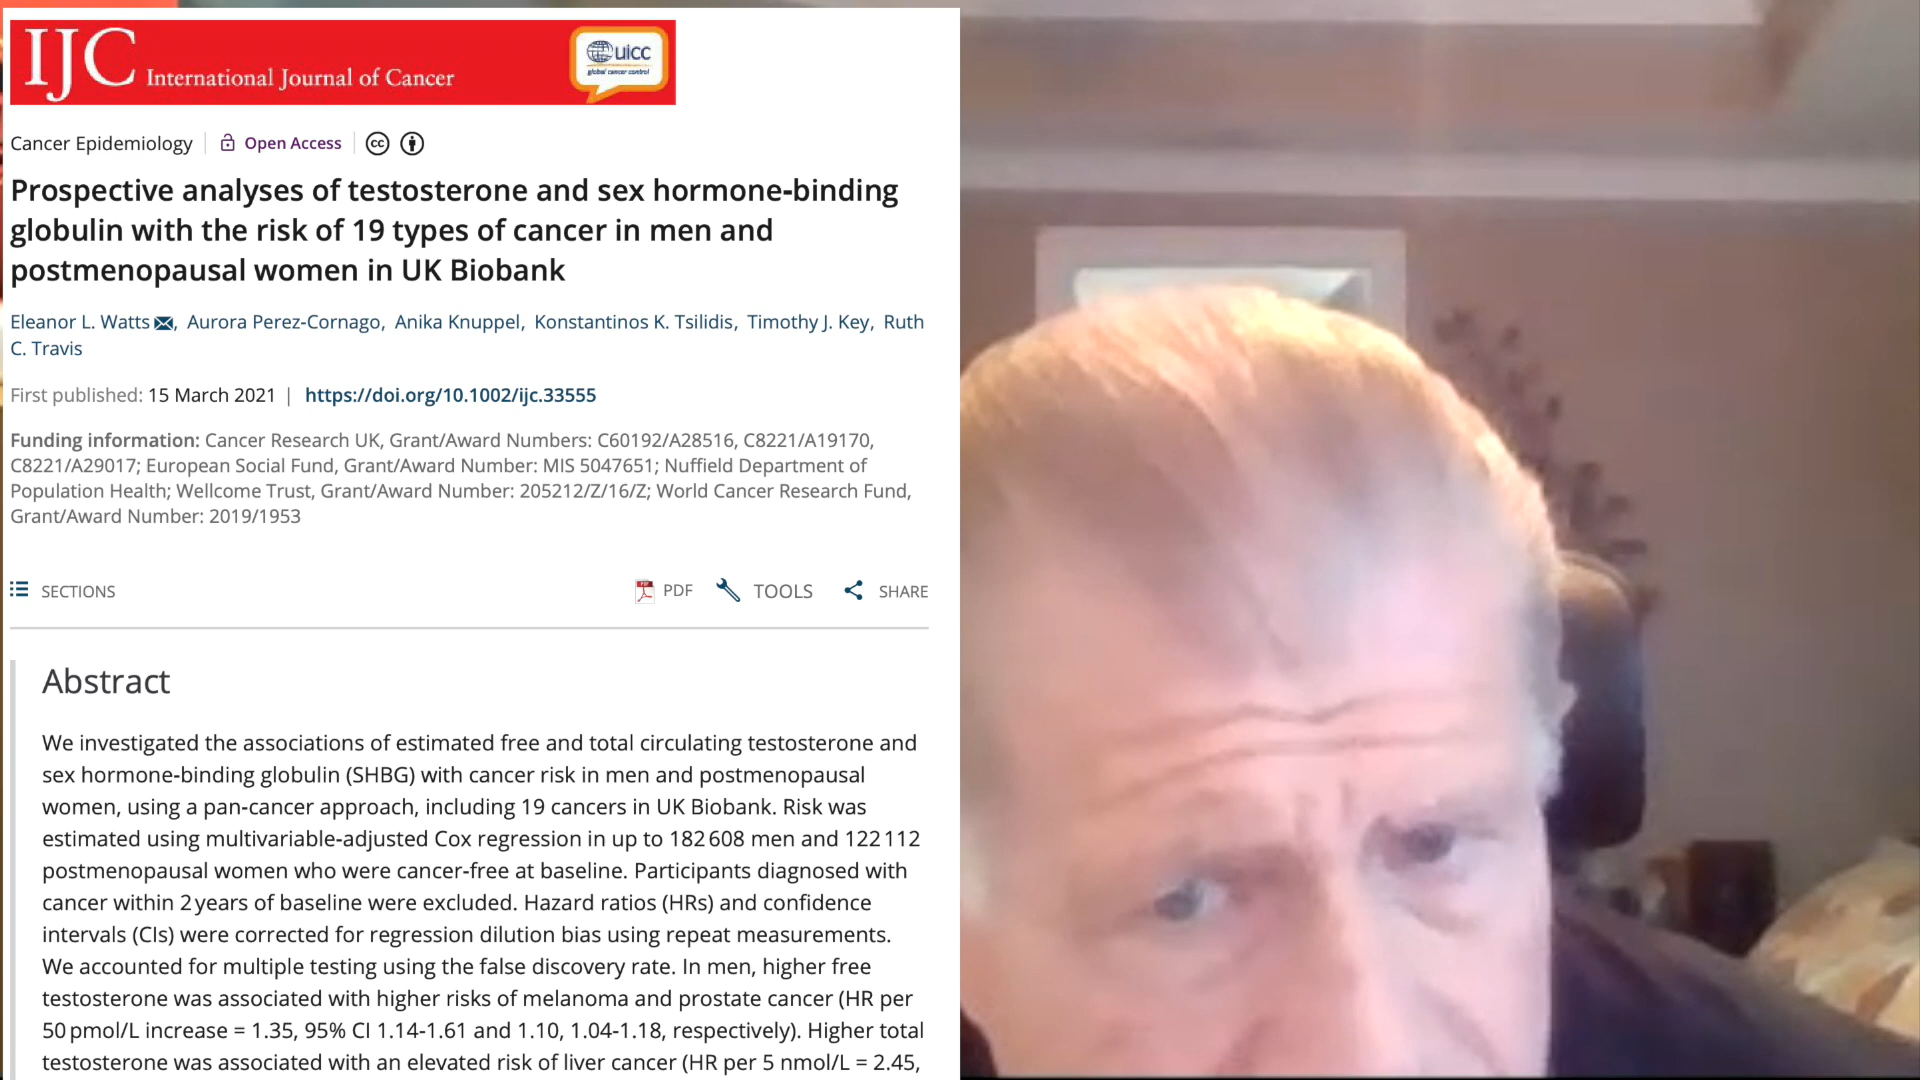 IJC International Journal of Cancer
uicc
global cancer control
Cancer Epidemiology Open Access cc
Prospective analyses of testosterone and sex hormone-binding
globulin with the risk of 19 types of cancer in men and
postmenopausal women in UK Biobank
Eleanor L. Watts, Aurora Perez-Cornago, Anika Knuppel, Konstantinos K. Tsilidis, Timothy J. Key, Ruth
C. Travis
First published: 15 March 2021 | https://doi.org/10.1002/ijc.33555
Funding information: Cancer Research UK, Grant/Award Numbers: C60192/A28516, C8221/A19170,
C8221/A29017; European Social Fund, Grant/Award Number: MIS 5047651; Nuffield Department of
Population Health; Wellcome Trust, Grant/Award Number: 205212/Z/16/Z; World Cancer Research Fund,
Grant/Award Number: 2019/1953
SECTIONS PDF TOOLS SHARE
Abstract
We investigated the associations of estimated free and total circulating testosterone and
sex hormone-binding globulin (SHBG) with cancer risk in men and postmenopausal
women, using a pan-cancer approach, including 19 cancers in UK Biobank. Risk was
estimated using multivariable-adjusted Cox regression in up to 182 608 men and 122 112
postmenopausal women who were cancer-free at baseline. Participants diagnosed with
cancer within 2 years of baseline were excluded. Hazard ratios (HRs) and confidence
intervals (CIs) were corrected for regression dilution bias using repeat measurements.
We accounted for multiple testing using the false discovery rate. In men, higher free
testosterone was associated with higher risks of melanoma and prostate cancer (HR per
50 pmol/L increase = 1.35, 95% CI 1.14-1.61 and 1.10, 1.04-1.18, respectively). Higher total
testosterone was associated with an elevated risk of liver cancer (HR per 5 nmol/L = 2.45,